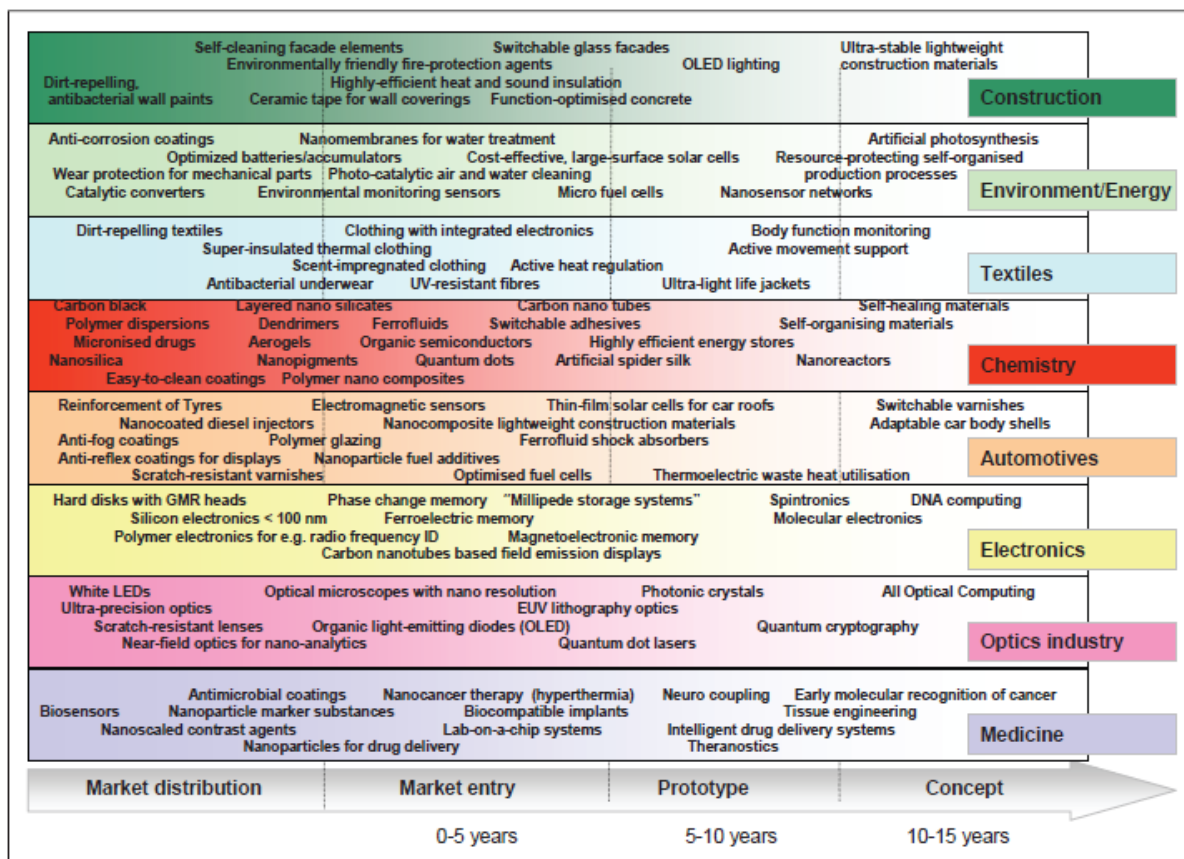 Self-cleaning facade elements Switchable glass facades Ultra-stable lightweight
Environmentally friendly fire-protection agents OLED lighting construction materials
Dirt-repelling, Highly-efficient heat and sound insulation
antibacterial wall paints Ceramic tape for wall coverings Function-optimised concrete
Construction
Anti-corrosion coatings Nanomembranes for water treatment Artificial photosynthesis
Optimized batteries/accumulators Cost-effective, large-surface solar cells Resource-protecting self-organised
Wear protection for mechanical parts Photo-catalytic air and water cleaning production processes
Catalytic converters Environmental monitoring sensors Micro fuel cells Nanosensor networks
Environment/Energy
Dirt-repelling textiles Clothing with integrated electronics Body function monitoring
Super-insulated thermal clothing Active movement support
Scent-impregnated clothing Active heat regulation
Antibacterial underwear UV-resistant fibres Ultra-light life jackets
Textiles
Carbon black Layered nano silicates Carbon nano tubes Self-healing materials
Polymer dispersions Dendrimers Ferrofluids Switchable adhesives Self-organising materials
Micronised drugs Aerogels Organic semiconductors Highly efficient energy stores
Nanosilica Nanopigments Quantum dots Artificial spider silk Nanoreactors
Easy-to-clean coatings Polymer nano composites
Chemistry
Reinforcement of Tyres Electromagnetic sensors Thin-film solar cells for car roofs Switchable varnishes
Nanocoated diesel injectors Nanocomposite lightweight construction materials Adaptable car body shells
Anti-fog coatings Polymer glazing Ferrofluid shock absorbers
Anti-reflex coatings for displays Nanoparticle fuel additives
Scratch-resistant varnishes Optimised fuel cells Thermoelectric waste heat utilisation
Automotives
Hard disks with GMR heads Phase change memory "Millipede storage systems" Spintronics DNA computing
Silicon electronics < 100 nm Ferroelectric memory Molecular electronics
Polymer electronics for e.g. radio frequency ID Magnetoelectronic memory
Carbon nanotubes based field emission displays
Electronics
White LEDs Optical microscopes with nano resolution Photonic crystals All Optical Computing
Ultra-precision optics EUV lithography optics
Scratch-resistant lenses Organic light-emitting diodes (OLED) Quantum cryptography
Near-field optics for nano-analytics Quantum dot lasers
Optics industry
Antimicrobial coatings Nanocancer therapy (hyperthermia) Neuro coupling Early molecular recognition of cancer
Biosensors Nanoparticle marker substances Biocompatible implants Tissue engineering
Nanoscaled contrast agents Lab-on-a-chip systems Intelligent drug delivery systems
Nanoparticles for drug delivery Theranostics
Medicine
Market distribution Market entry Prototype Concept
0-5 years 5-10 years 10-15 years